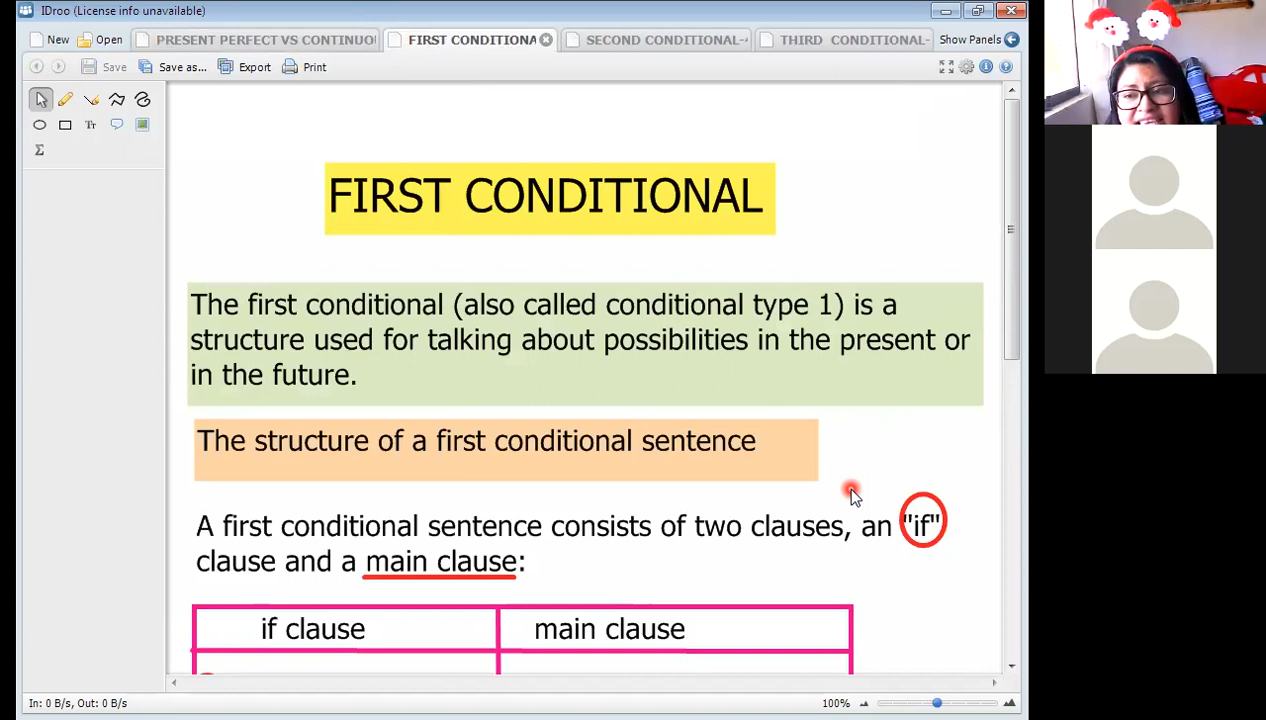 IDroo (License info unavailable)
New Open PRESENT PERFECT VS CONTINUO FIRST CONDITIONA SECOND CONDITIONAL- THIRD CONDITIONAL- Show Panels
Save Save as... Export Print
Tr
Σ
FIRST CONDITIONAL
The first conditional (also called conditional type 1) is a
structure used for talking about possibilities in the present or
in the future.
The structure of a first conditional sentence
A first conditional sentence consists of two clauses, an "if"
clause and a main clause:
if clause main clause
In: 0 B/s, Out: 0 B/s 100%